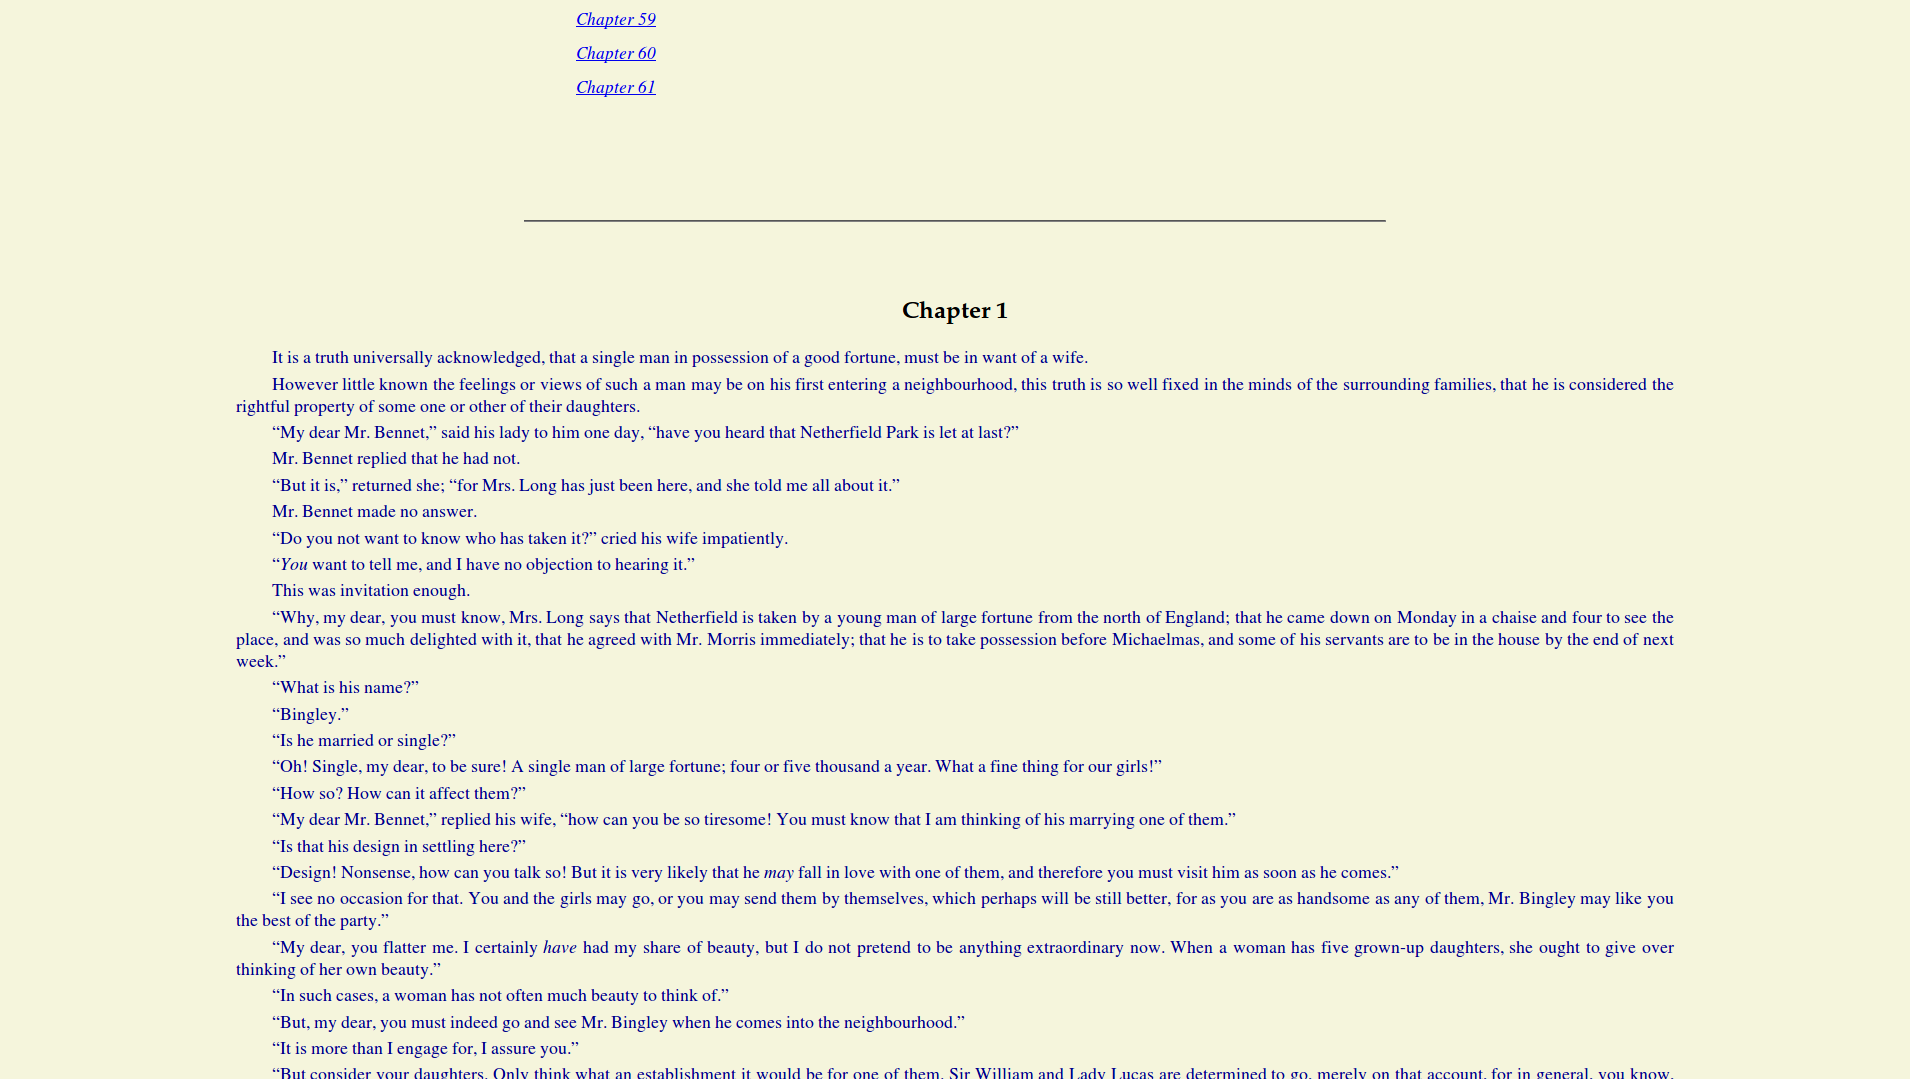 Chapter 59
Chapter 60
Chapter 61
Chapter 1
It is a truth universally acknowledged, that a single man in possession of a good fortune, must be in want of a wife.
However little known the feelings or views of such a man may be on his first entering a neighbourhood, this truth is so well fixed in the minds of the surrounding families, that he is considered the
rightful property of some one or other of their daughters.
“My dear Mr. Bennet,” said his lady to him one day, “have you heard that Netherfield Park is let at last?”
Mr. Bennet replied that he had not.
“But it is,” returned she; “for Mrs. Long has just been here, and she told me all about it.”
Mr. Bennet made no answer.
“Do you not want to know who has taken it?” cried his wife impatiently.
“You want to tell me, and I have no objection to hearing it.”
This was invitation enough.
“Why, my dear, you must know, Mrs. Long says that Netherfield is taken by a young man of large fortune from the north of England; that he came down on Monday in a chaise and four to see the
place, and was so much delighted with it, that he agreed with Mr. Morris immediately; that he is to take possession before Michaelmas, and some of his servants are to be in the house by the end of next
week.”
“What is his name?”
“Bingley.”
“Is he married or single?”
“Oh! Single, my dear, to be sure! A single man of large fortune; four or five thousand a year. What a fine thing for our girls!”
“How so? How can it affect them?”
“My dear Mr. Bennet,” replied his wife, “how can you be so tiresome! You must know that I am thinking of his marrying one of them.”
“Is that his design in settling here?”
“Design! Nonsense, how can you talk so! But it is very likely that he may fall in love with one of them, and therefore you must visit him as soon as he comes.”
“I see no occasion for that. You and the girls may go, or you may send them by themselves, which perhaps will be still better, for as you are as handsome as any of them, Mr. Bingley may like you
the best of the party.”
“My dear, you flatter me. I certainly have had my share of beauty, but I do not pretend to be anything extraordinary now. When a woman has five grown-up daughters, she ought to give over
thinking of her own beauty.”
“In such cases, a woman has not often much beauty to think of.”
“But, my dear, you must indeed go and see Mr. Bingley when he comes into the neighbourhood.”
“It is more than I engage for, I assure you.”
“But consider your daughters. Only think what an establishment it would be for one of them. Sir William and Lady Lucas are determined to go, merely on that account, for in general, you know,